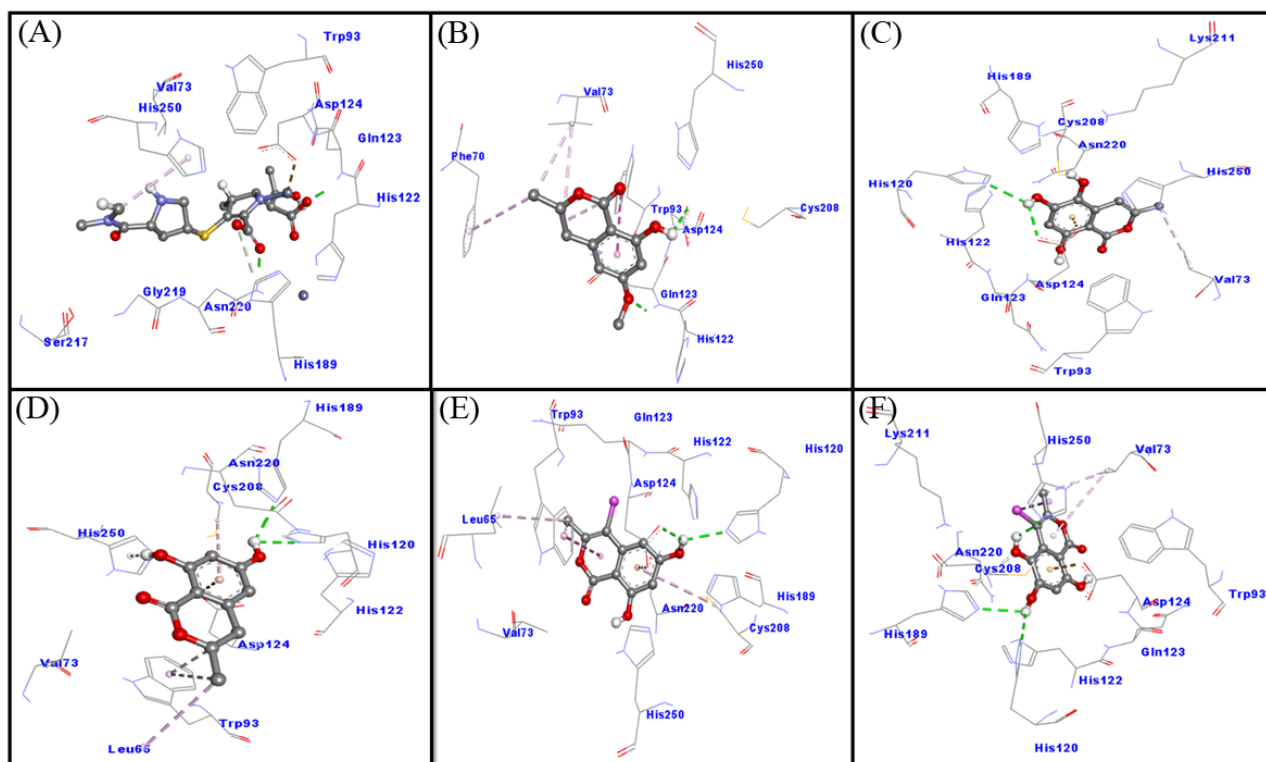 (A)
Trp93
Val73
His250
Asp124
Gln123
His122
Gly219
Asn220
Ser217
His189
(B)
His250
Val73
Phe70
Trp93
Cys208
Asp124
Gln123
His122
(C)
Lys211
His189
Cys208
Asn220
His120
His250
His122
Asp124
Val73
Gln123
Trp93
(D)
His189
Asn220
Cys208
His250
His120
His122
Asp124
Val73
Trp93
Leu65
(E)
Trp93
Gln123
His122
His120
Asp124
Leu65
His189
Asn220
Val73
Cys208
His250
(F)
Lys211
His250
Val73
Asn220
Cys208
Asp124
Trp93
His189
Gln123
His122
His120